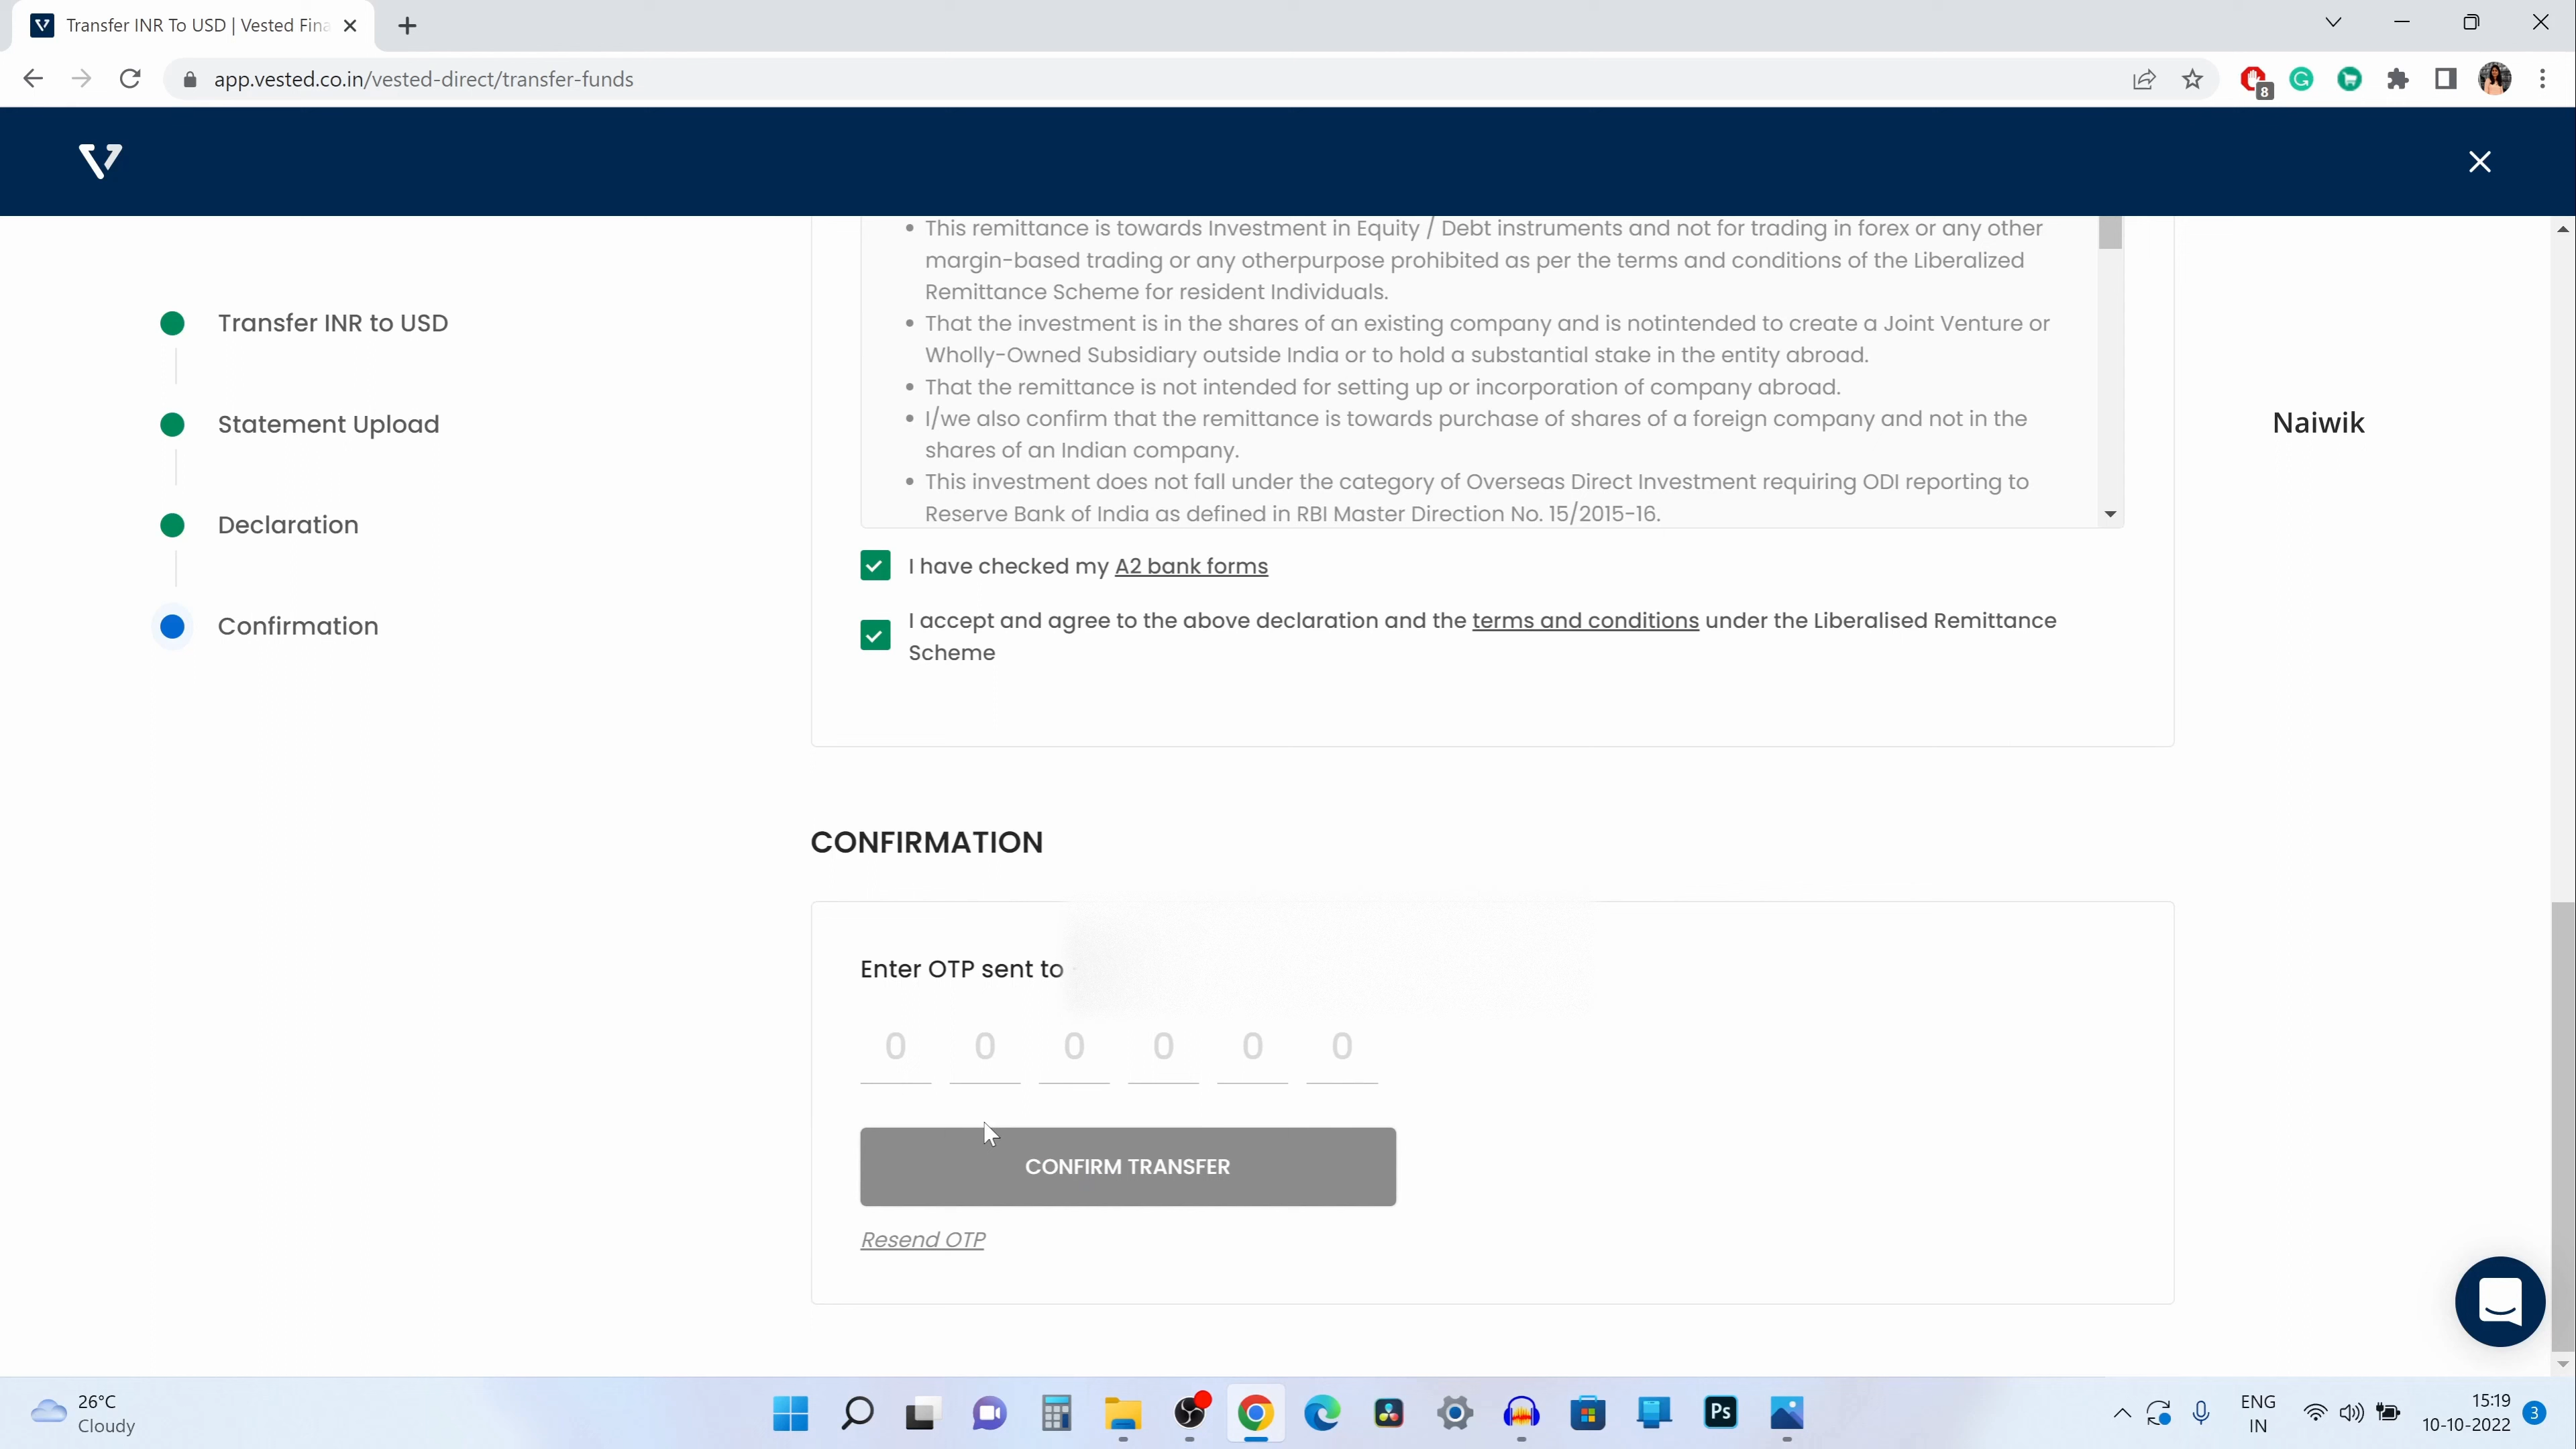 Transfer INR To USD | Vested Fina
app.vested.co.in/vested-direct/transfer-funds
8
Transfer INR to USD
Statement Upload
Declaration
Confirmation
• This remittance is towards Investment in Equity / Debt instruments and not for trading in forex or any other
margin-based trading or any otherpurpose prohibited as per the terms and conditions of the Liberalized
Remittance Scheme for resident Individuals.
• That the investment is in the shares of an existing company and is notintended to create a Joint Venture or
Wholly-Owned Subsidiary outside India or to hold a substantial stake in the entity abroad.
• That the remittance is not intended for setting up or incorporation of company abroad.
• I/we also confirm that the remittance is towards purchase of shares of a foreign company and not in the
shares of an Indian company.
• This investment does not fall under the category of Overseas Direct Investment requiring ODI reporting to
Reserve Bank of India as defined in RBI Master Direction No. 15/2015-16.
Naiwik
I have checked my A2 bank forms
I accept and agree to the above declaration and the terms and conditions under the Liberalised Remittance
Scheme
CONFIRMATION
Enter OTP sent to
0 0 0 0 0 0
CONFIRM TRANSFER
Resend OTP
26°C
Cloudy
Ps
ENG
IN
15:19
10-10-2022
3